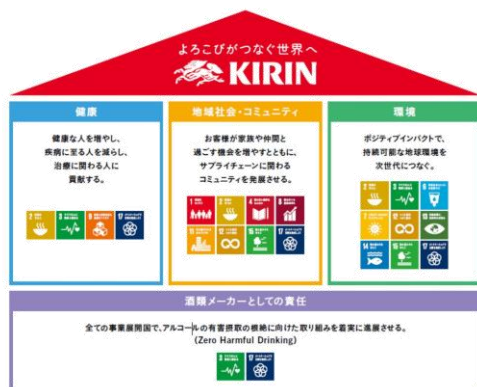 よろこびがつなぐ世界へ
KIRIN
健康
健康な人を増やし、
疾病に至る人を減らし、
治療に関わる人に
貢献する。
地域社会・コミュニティ
お客様が家族や仲間と
過ごす機会を増やすとともに、
サプライチェーンに関わる
コミュニティを発展させる。
環境
ポジティブインパクトで、
持続可能な地球環境を
次世代につなぐ。
酒類メーカーとしての責任
全ての事業展開国で、アルコールの有害摂取の根絶に向けた取り組みを着実に進展させる。
(Zero Harmful Drinking)